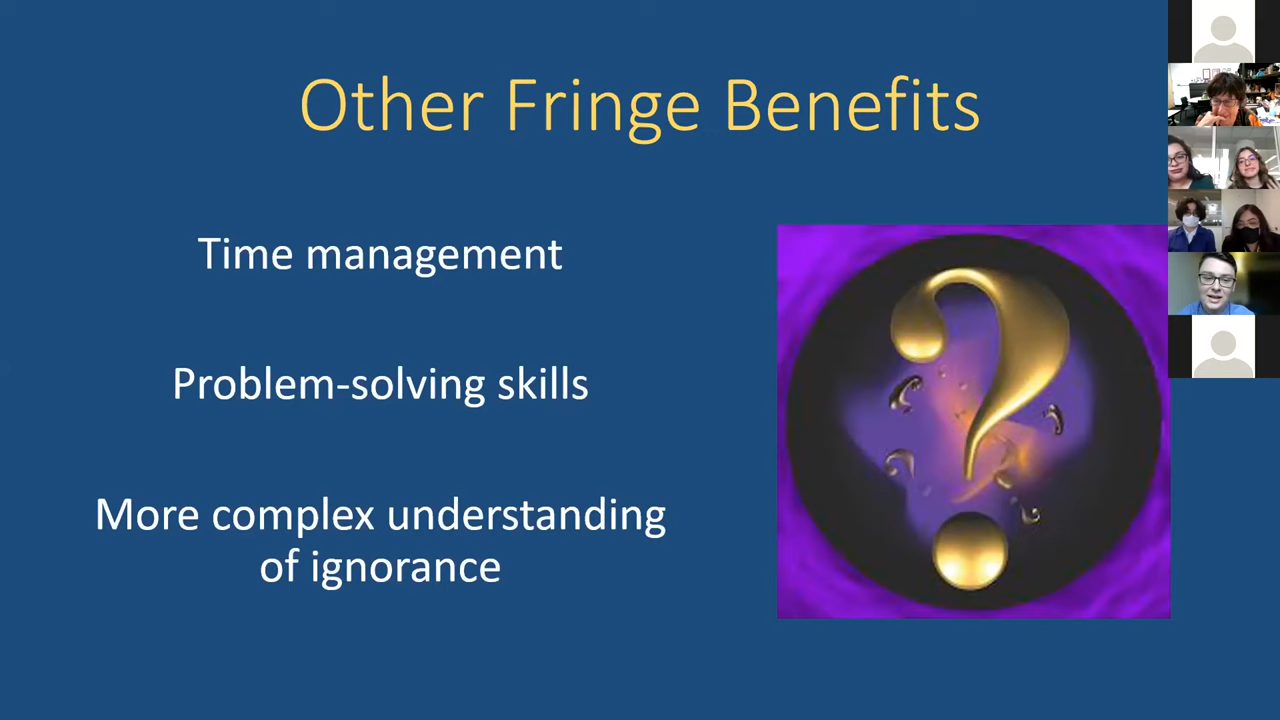 Other Fringe Benefits
Time management
Problem-solving skills
More complex understanding
of ignorance